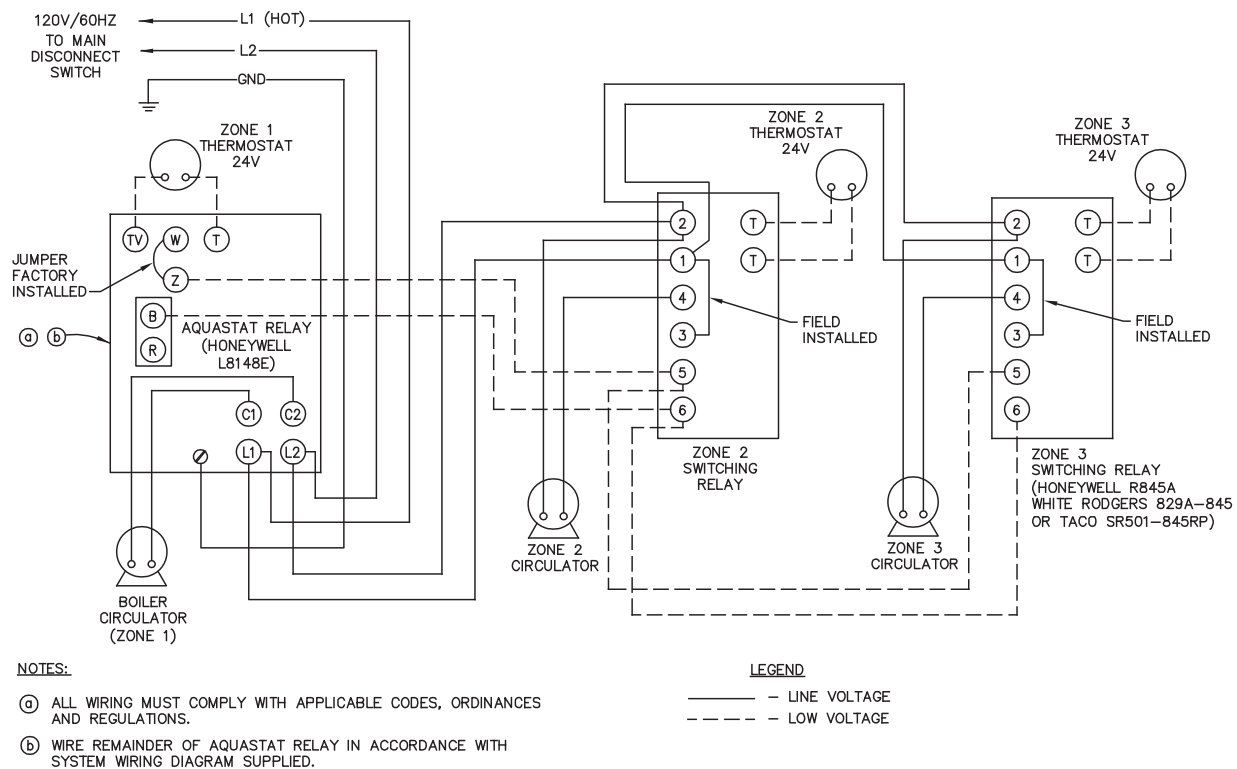 120V/60HZ
TO MAIN
DISCONNECT
SWITCH
L1 (HOT)
L2
GND
ZONE 1
THERMOSTAT
24V
ZONE 2
THERMOSTAT
24V
ZONE 3
THERMOSTAT
24V
TV
W
T
Z
B
R
JUMPER
FACTORY
INSTALLED
a b
AQUASTAT RELAY
(HONEYWELL
L8148E)
C1
C2
L1
L2
2
1
4
3
5
6
T
T
FIELD
INSTALLED
2
1
4
3
5
6
T
T
FIELD
INSTALLED
ZONE 2
SWITCHING
RELAY
ZONE 3
SWITCHING RELAY
(HONEYWELL R845A
WHITE RODGERS 829A-845
OR TACO SR501-845RP)
BOILER
CIRCULATOR
(ZONE 1)
ZONE 2
CIRCULATOR
ZONE 3
CIRCULATOR
NOTES:
a ALL WIRING MUST COMPLY WITH APPLICABLE CODES, ORDINANCES
AND REGULATIONS.
b WIRE REMAINDER OF AQUASTAT RELAY IN ACCORDANCE WITH
SYSTEM WIRING DIAGRAM SUPPLIED.
LEGEND
- LINE VOLTAGE
- LOW VOLTAGE